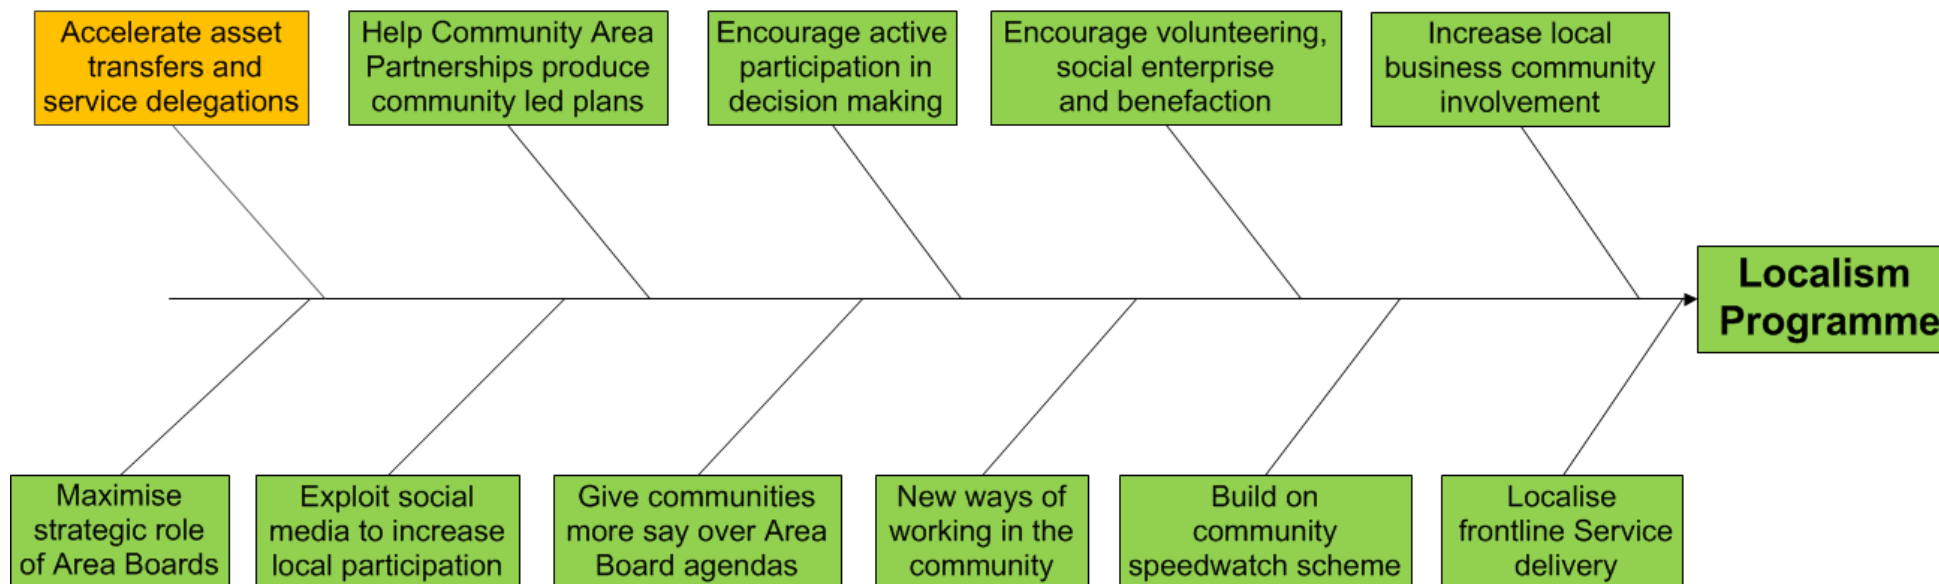 Accelerate asset
transfers and
service delegations
Help Community Area
Partnerships produce
community led plans
Encourage active
participation in
decision making
Encourage volunteering,
social enterprise
and benefaction
Increase local
business community
involvement
Localism
Programme
Maximise
strategic role
of Area Boards
Exploit social
media to increase
local participation
Give communities
more say over Area
Board agendas
New ways of
working in the
community
Build on
community
speedwatch scheme
Localise
frontline Service
delivery